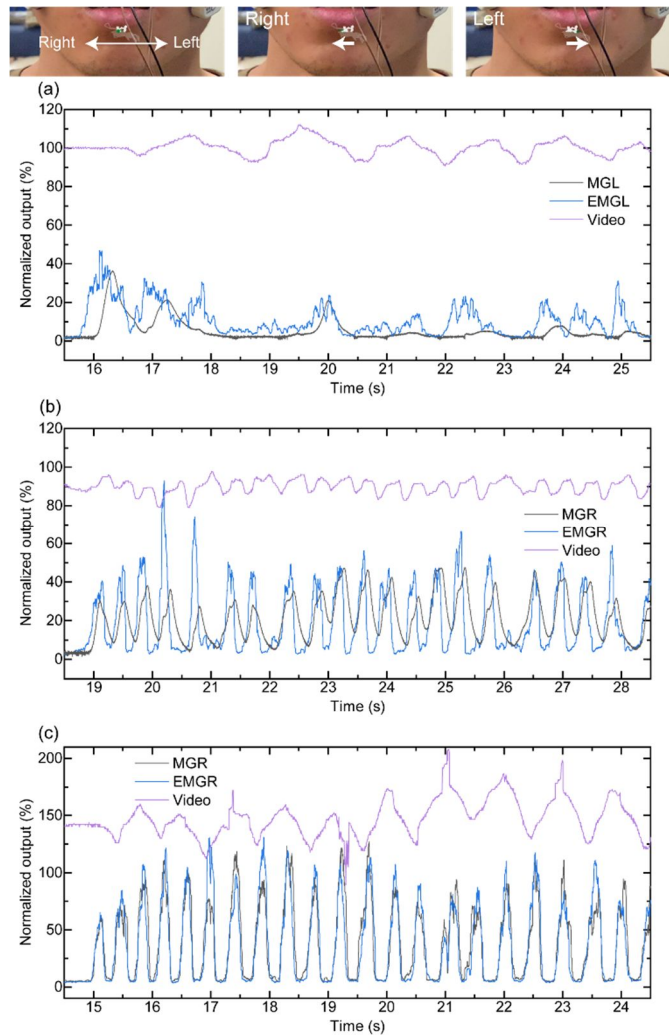 Right Left
Right
Left
(a)
120
100
80
60
40
20
0
Normalized output (%)
MGL
EMGL
Video
16 17 18 19 20 21 22 23 24 25
Time (s)
(b)
120
100
80
60
40
20
0
Normalized output (%)
MGR
EMGR
Video
19 20 21 22 23 24 25 26 27 28
Time (s)
(c)
200
150
100
50
0
Normalized output (%)
MGR
EMGR
Video
15 16 17 18 19 20 21 22 23 24
Time (s)